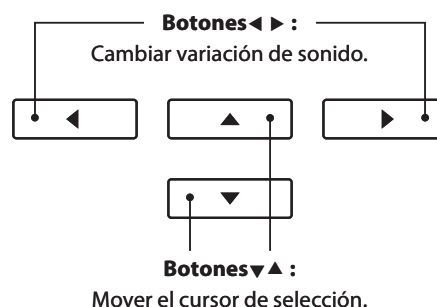 Botones◀ ▶ :
Cambiar variación de sonido.
Botones▼▲ :
Mover el cursor de selección.